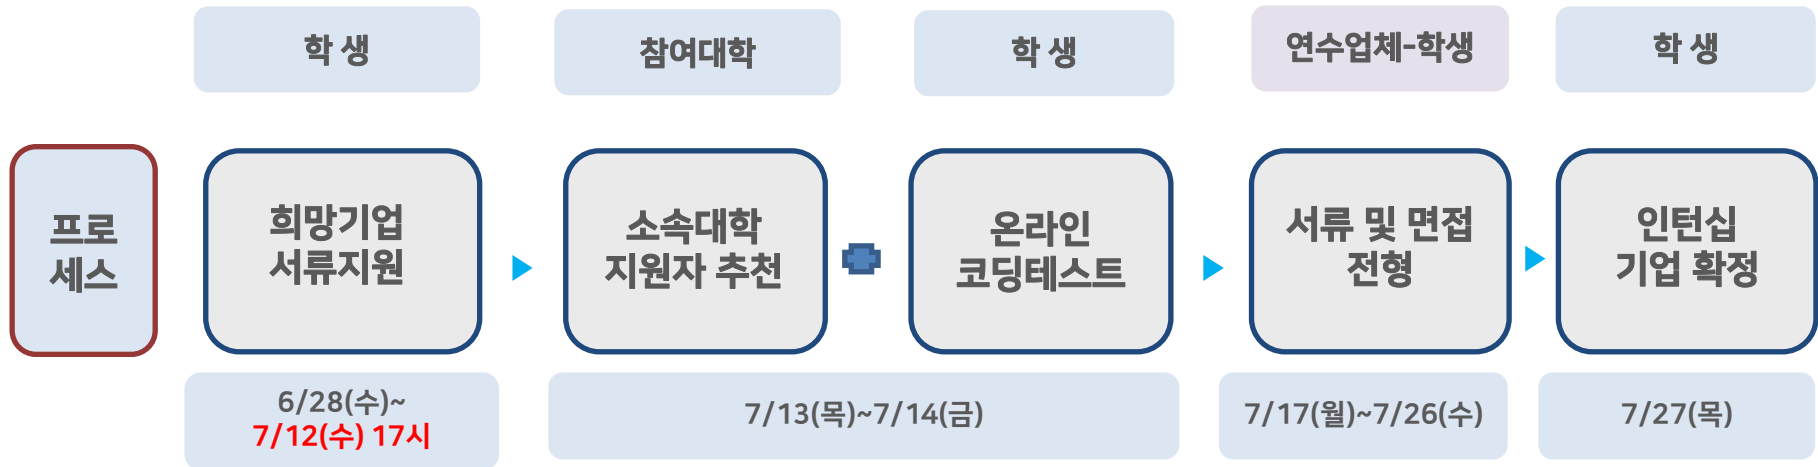 학 생
참여대학
학 생
연수업체-학생
학 생
프로
세스
희망기업
서류지원
소속대학
지원자 추천
온라인
코딩테스트
서류 및 면접
전형
인턴십
기업 확정
6/28(수)~
7/12(수) 17시
7/13(목)~7/14(금)
7/17(월)~7/26(수)
7/27(목)